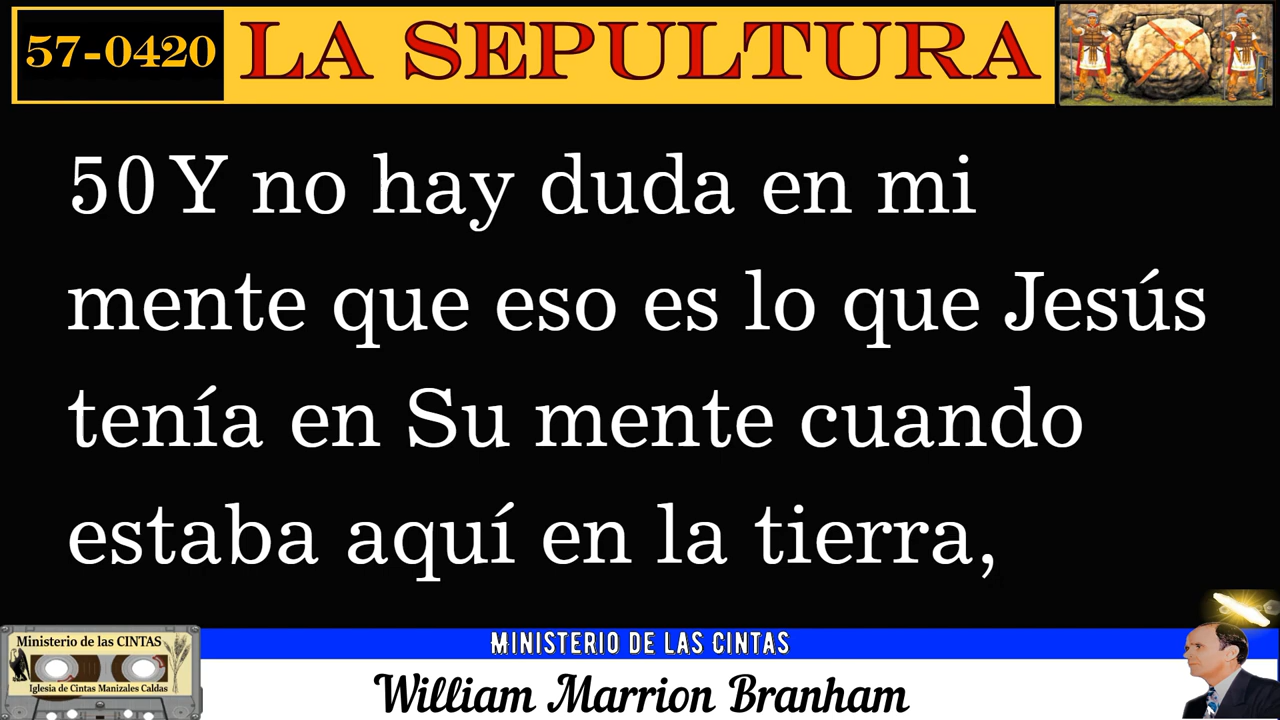 57-0420
LA SEPULTURA
50 Y no hay duda en mi
mente que eso es lo que Jesús
tenía en Su mente cuando
estaba aquí en la tierra,
Ministerio de las CINTAS
Iglesia de Cintas Manizales Caldas
MINISTERIO DE LAS CINTAS
William Marrion Branham